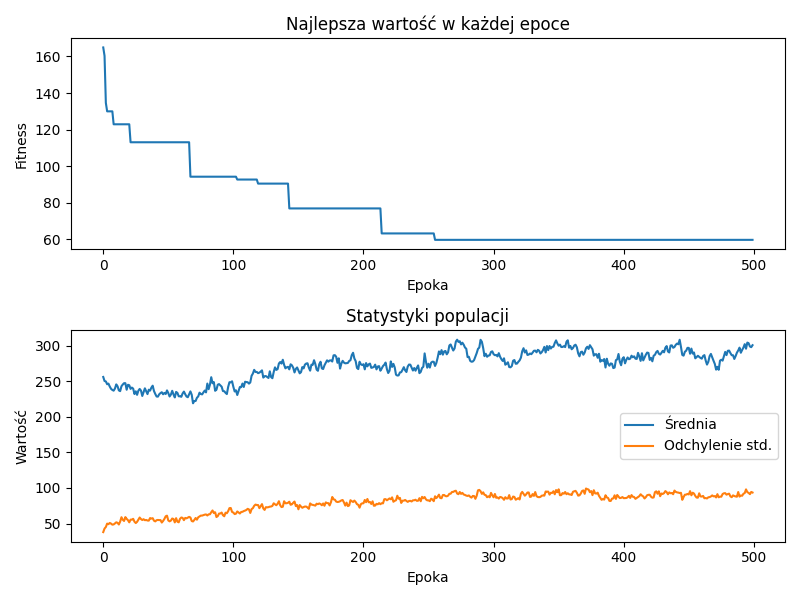 Najlepsza wartość w każdej epoce
160
140
120
100
80
60
Fitness
0 100 200 300 400 500
Epoka
Statystyki populacji
300
250
200
150
100
50
Wartość
Średnia
Odchylenie std.
0 100 200 300 400 500
Epoka